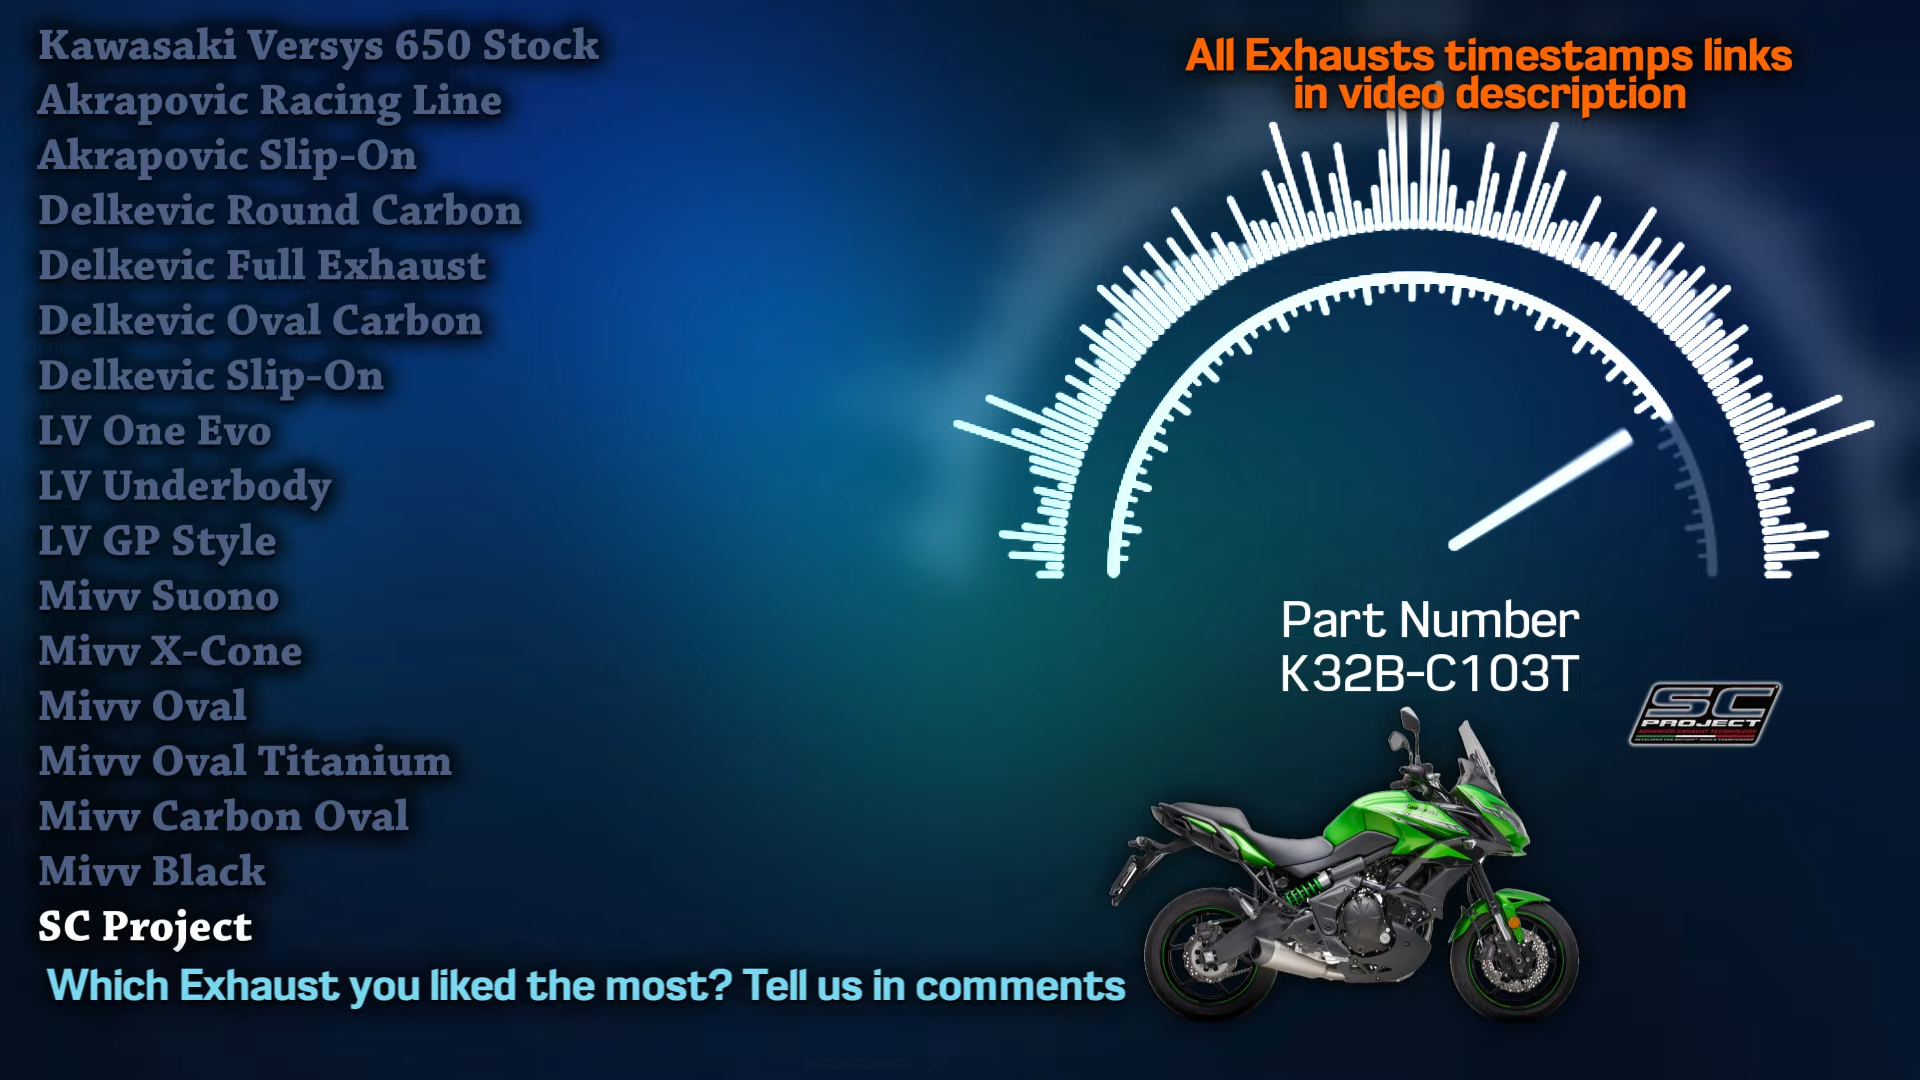 Kawasaki Versys 650 Stock
Akrapovic Racing Line
Akrapovic Slip-On
Delkevic Round Carbon
Delkevic Full Exhaust
Delkevic Oval Carbon
Delkevic Slip-On
LV One Evo
LV Underbody
LV GP Style
Mivv Suono
Mivv X-Cone
Mivv Oval
Mivv Oval Titanium
Mivv Carbon Oval
Mivv Black
SC Project
Which Exhaust you liked the most? Tell us in comments
All Exhausts timestamps links
in video description
Part Number
K32B-C103T
SC
PROJECT
ADVANCED EXHAUST TECHNOLOGY